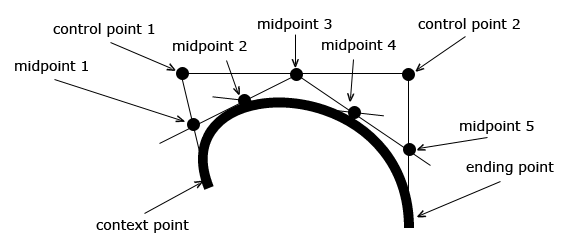 control point 1
midpoint 2
midpoint 3
midpoint 4
control point 2
midpoint 1
midpoint 5
ending point
context point